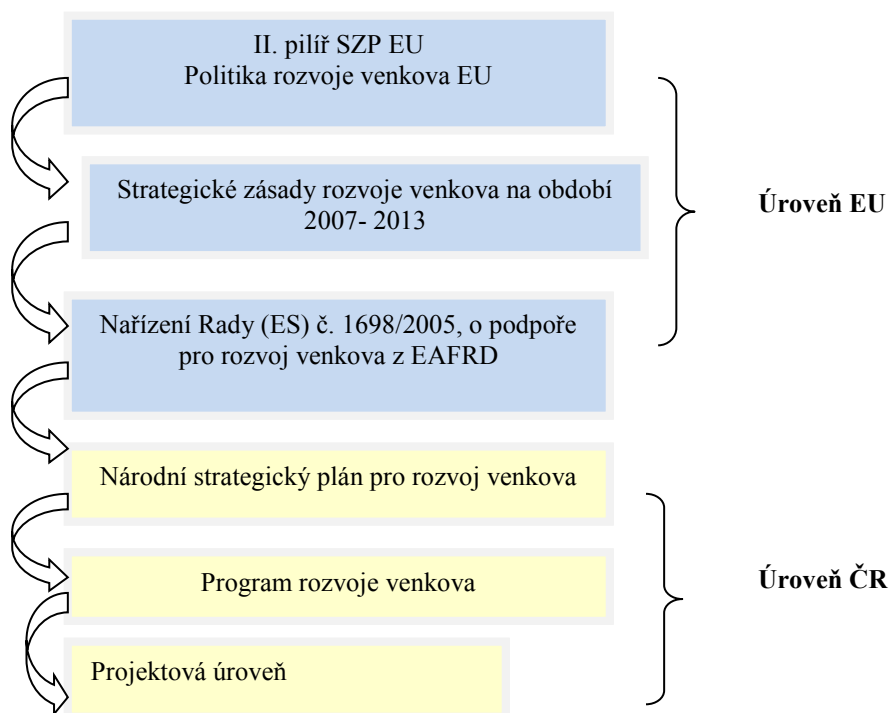 II. pilíř SZP EU
Politika rozvoje venkova EU
Strategické zásady rozvoje venkova na období
2007- 2013
Úroveň EU
Nařízení Rady (ES) č. 1698/2005, o podpoře
pro rozvoj venkova z EAFRD
Národní strategický plán pro rozvoj venkova
Program rozvoje venkova
Úroveň ČR
Projektová úroveň